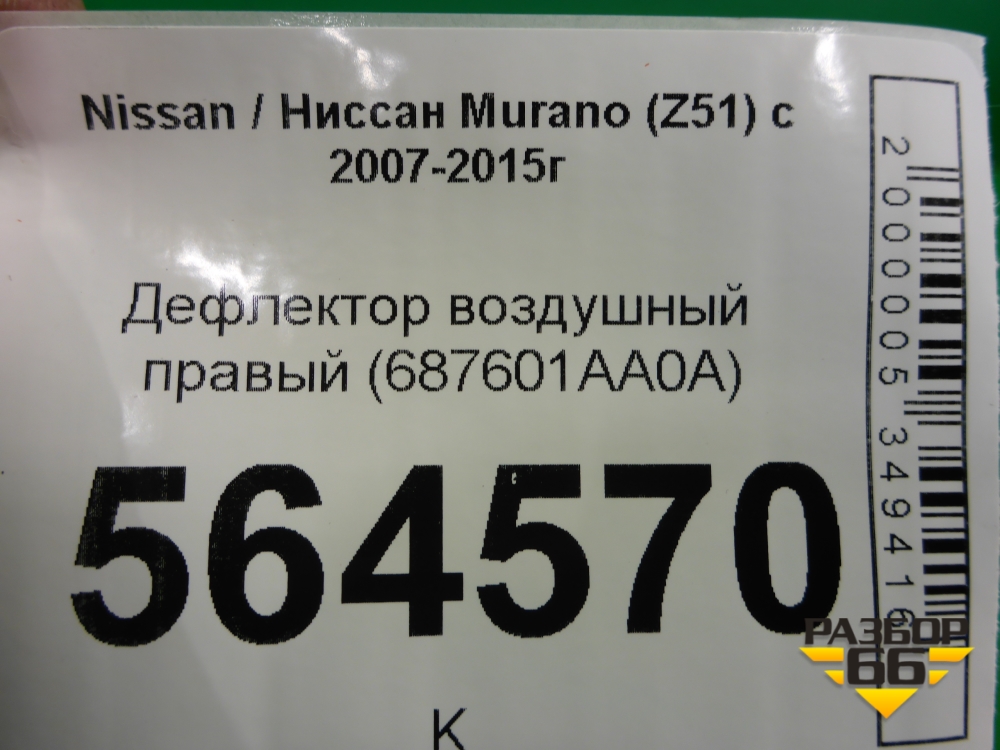 Nissan / Ниссан Murano (Z51) с
2007-2015г
Дефлектор воздушный
правый (687601AA0A)
564570
К
2000005349416
РАЗБОР
66